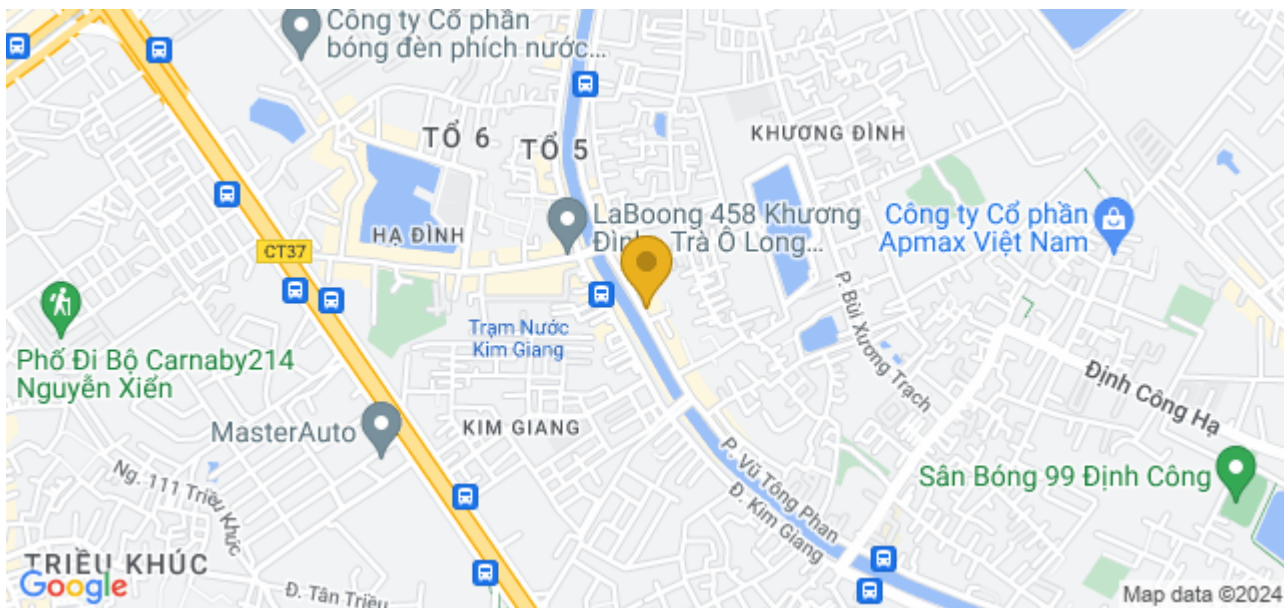 Công ty Cổ phần
bóng đèn phích nước...
TỔ 6
TỔ 5
KHƯƠNG ĐÌNH
LaBoong 458 Khương
Đình - Trà Ô Long...
Công ty Cổ phần
Apmax Việt Nam
HẠ ĐÌNH
CT37
P. Bùi Xương Trạch
Trạm Nước
Kim Giang
Phố Đi Bộ Carnaby214
Nguyễn Xiển
Định Công Hạ
MasterAuto
KIM GIANG
P. Vũ Tông Phan
Đ. Kim Giang
Sân Bóng 99 Định Công
Ng. 111 Triều Khúc
TRIỀU KHÚC
Google
Đ. Tân Triều
Map data ©2024